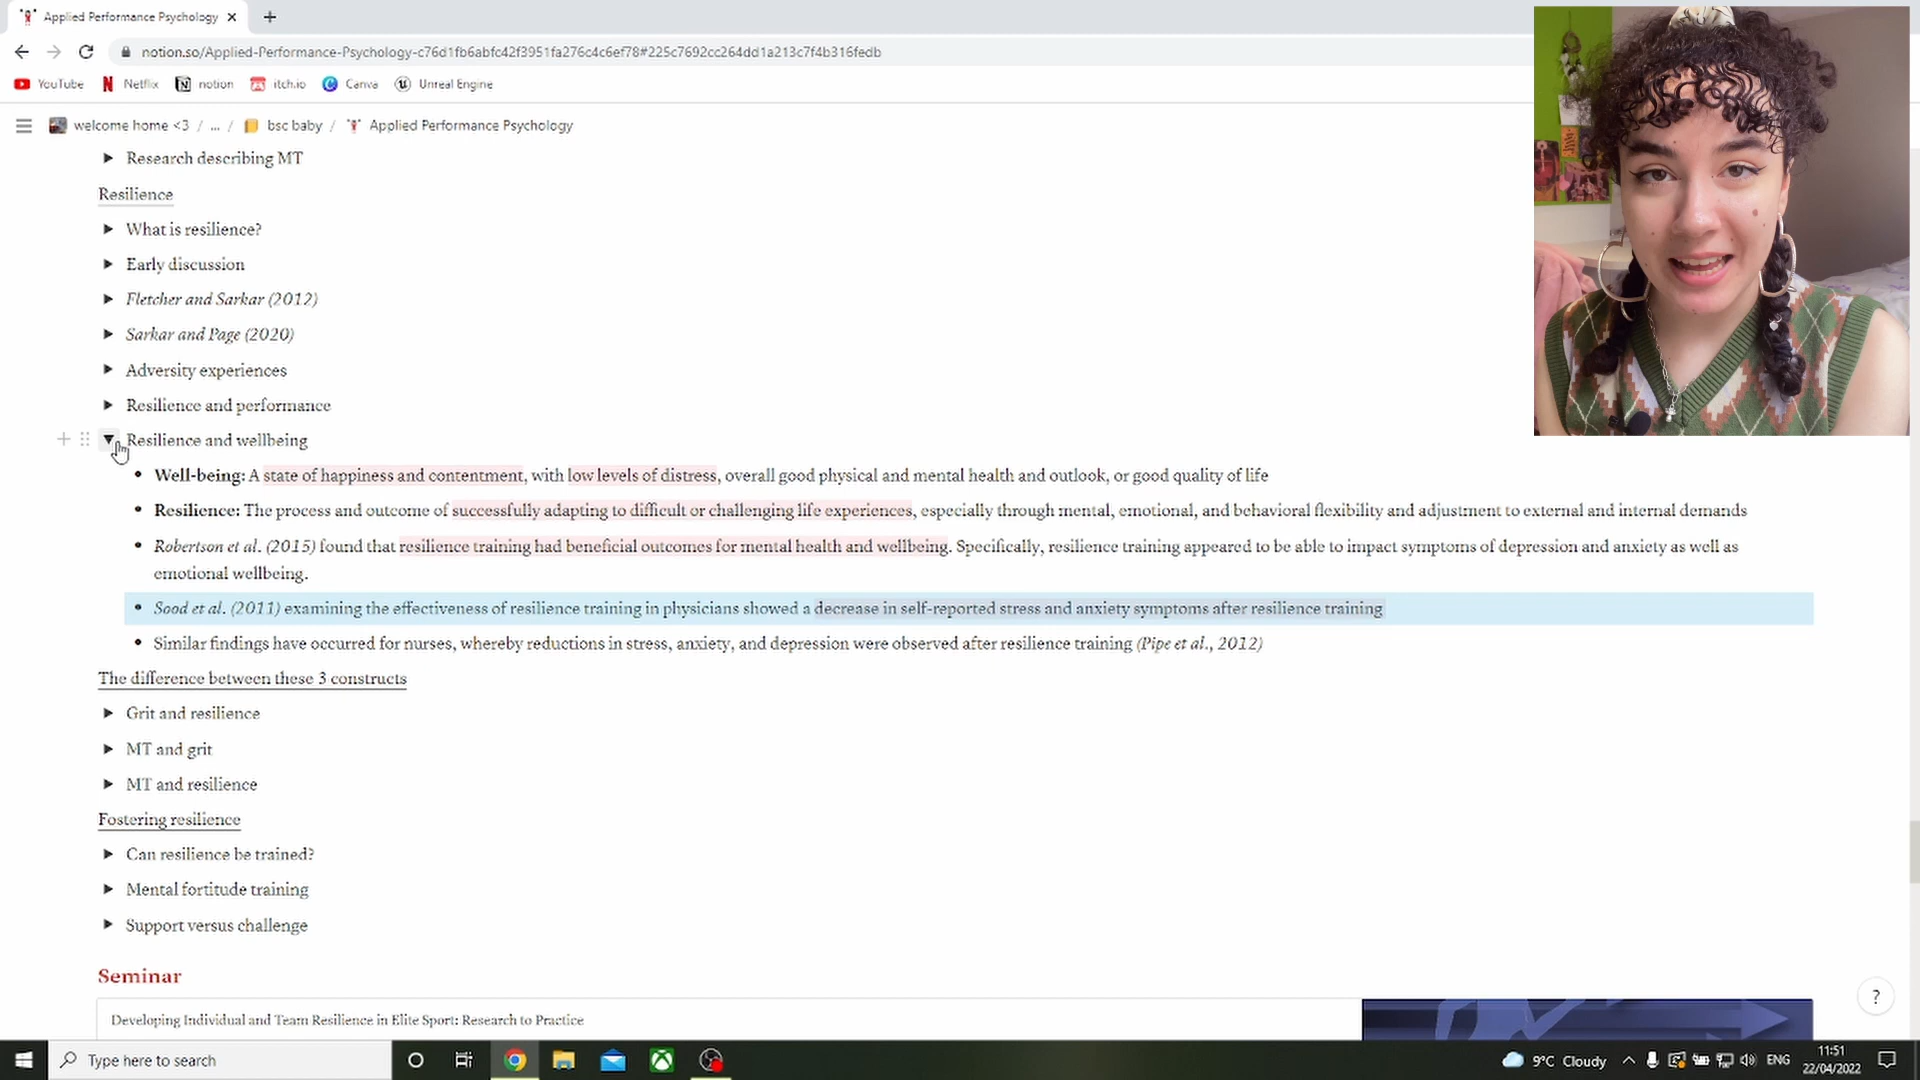 Applied Performance Psychology
notion.so/Applied-Performance-Psychology-c76d1fb6abfc42f3951fa276c4c6ef78#225c7692cc264dd1a213c7f4b316fedb
YouTube Netflix notion itch.io Canva Unreal Engine
welcome home <3 / ... / bsc baby / Applied Performance Psychology
Research describing MT
Resilience
What is resilience?
Early discussion
Fletcher and Sarkar (2012)
Sarkar and Page (2020)
Adversity experiences
Resilience and performance
Resilience and wellbeing
Well-being: A state of happiness and contentment, with low levels of distress, overall good physical and mental health and outlook, or good quality of life
Resilience: The process and outcome of successfully adapting to difficult or challenging life experiences, especially through mental, emotional, and behavioral flexibility and adjustment to external and internal demands
Robertson et al. (2015) found that resilience training had beneficial outcomes for mental health and wellbeing. Specifically, resilience training appeared to be able to impact symptoms of depression and anxiety as well as
emotional wellbeing.
Sood et al. (2011) examining the effectiveness of resilience training in physicians showed a decrease in self-reported stress and anxiety symptoms after resilience training
Similar findings have occurred for nurses, whereby reductions in stress, anxiety, and depression were observed after resilience training (Pipe et al., 2012)
The difference between these 3 constructs
Grit and resilience
MT and grit
MT and resilience
Fostering resilience
Can resilience be trained?
Mental fortitude training
Support versus challenge
Seminar
Developing Individual and Team Resilience in Elite Sport: Research to Practice
?
Type here to search
9°C Cloudy
ENG
11:51
22/04/2022